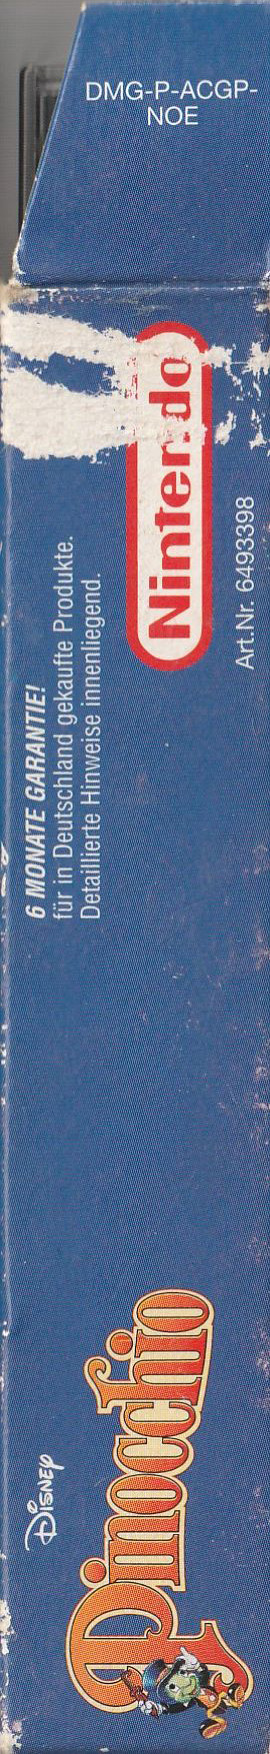 DMG-P-ACGP-
NOE
Nintendo
Art.Nr. 6493398
6 MONATE GARANTIE!
für in Deutschland gekaufte Produkte.
Detaillierte Hinweise innenliegend.
DISNEY
Pinocchio